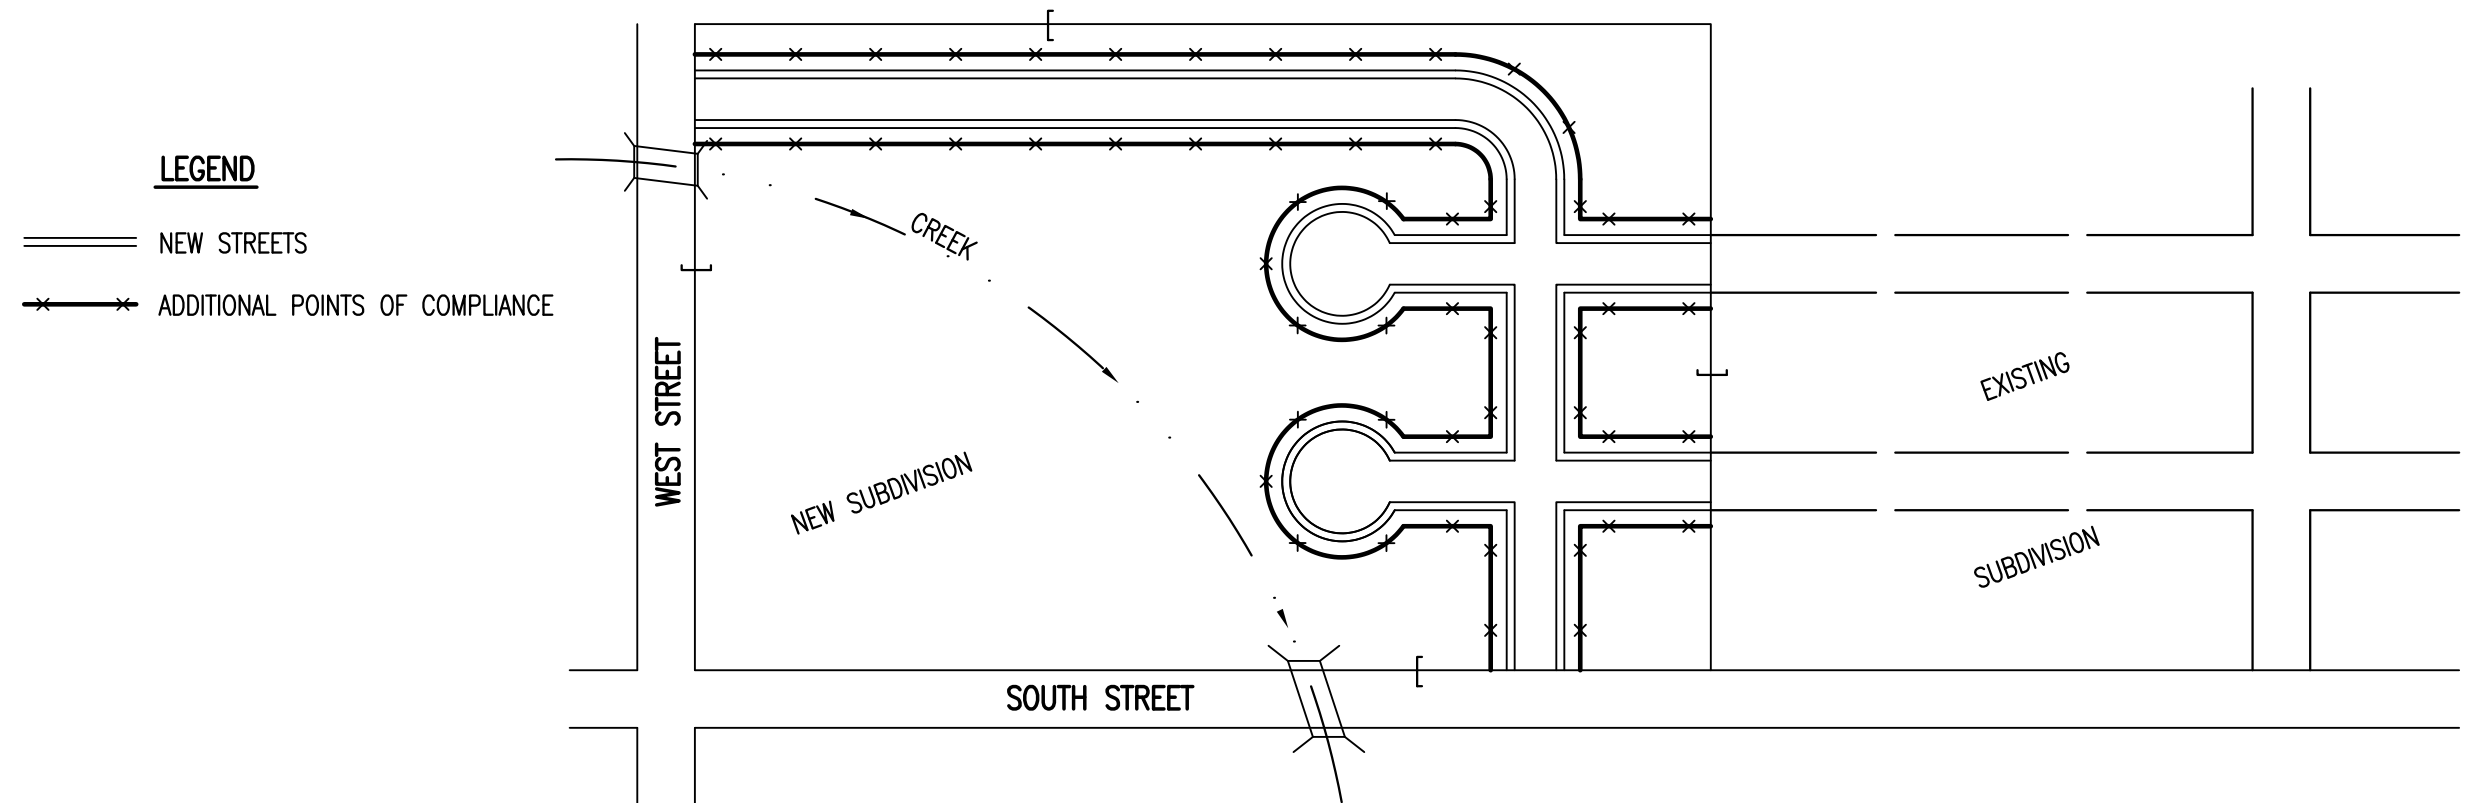 LEGEND
NEW STREETS
ADDITIONAL POINTS OF COMPLIANCE
CREEK
WEST STREET
NEW SUBDIVISION
EXISTING
SUBDIVISION
SOUTH STREET